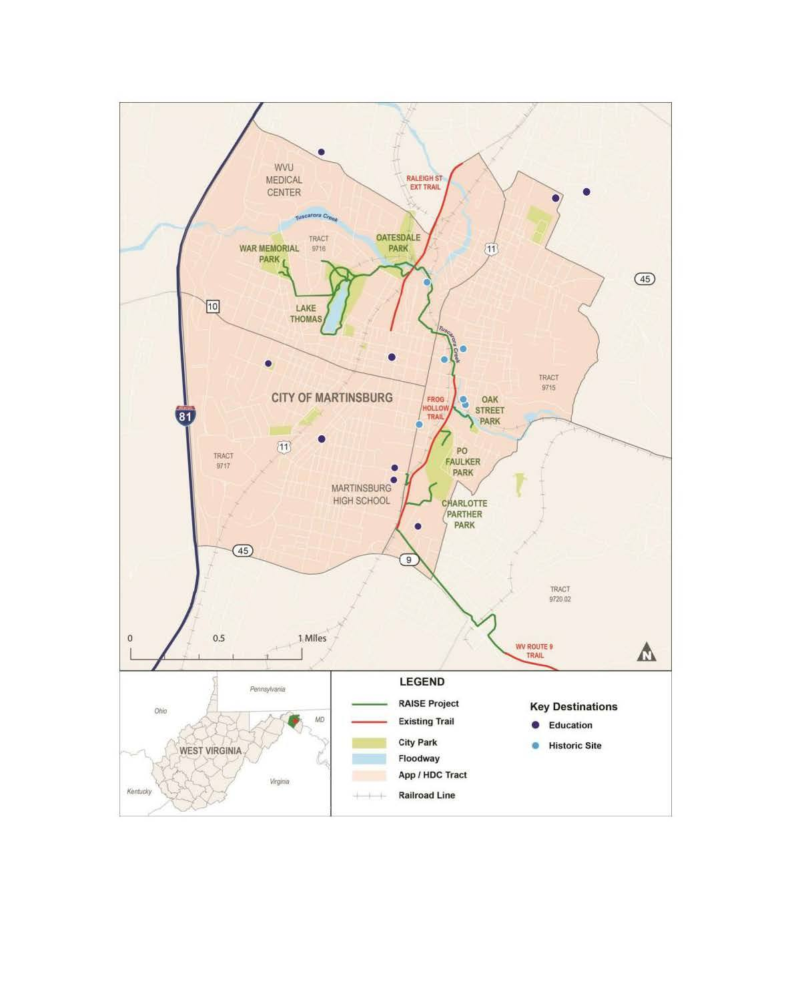 RALEIGH ST
EXT TRAIL
WVU
MEDICAL
CENTER
Tuscarora Creek
11
45
WAR MEMORIAL
PARK
TRACT
9716
OATESDALE
PARK
10
LAKE
THOMAS
Tuscarora Creek
TRACT
9715
CITY OF MARTINSBURG
FROG
HOLLOW
TRAIL
OAK
STREET
PARK
81
11
TRACT
9717
PO
FAULKER
PARK
MARTINSBURG
HIGH SCHOOL
CHARLOTTE
PARTHER
PARK
45
9
TRACT
9720.02
0 0.5 1 Miles
WV ROUTE 9
TRAIL
N
Pennsylvania
Ohio
MD
WEST VIRGINIA
Virginia
Kentucky
LEGEND
RAISE Project
Existing Trail
City Park
Floodway
App / HDC Tract
Railroad Line
Key Destinations
Education
Historic Site